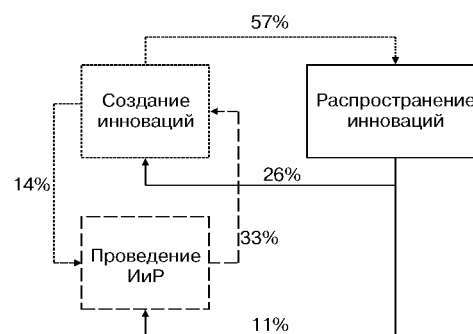 57%
Создание
инноваций
Распространение
инноваций
14%
26%
33%
Проведение
ИиР
11%